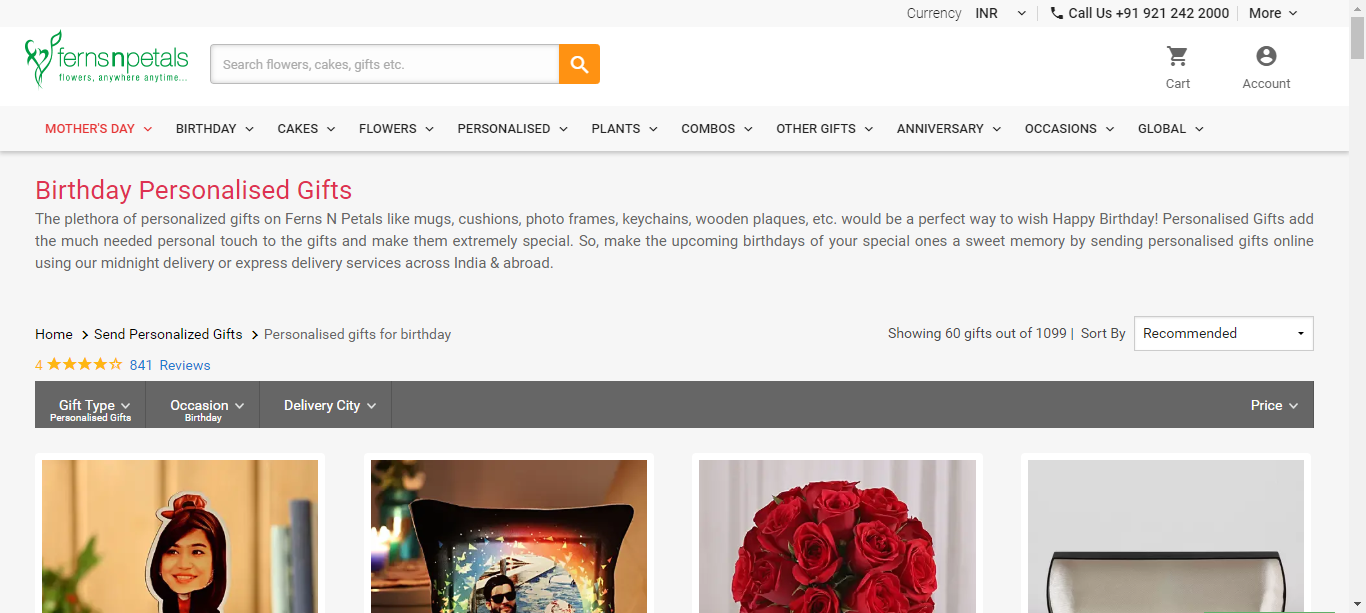 Currency INR Call Us +91 921 242 2000 More
fernsnpetals
flowers, anywhere anytime...
Search flowers, cakes, gifts etc.
Cart Account
MOTHER'S DAY BIRTHDAY CAKES FLOWERS PERSONALISED PLANTS COMBOS OTHER GIFTS ANNIVERSARY OCCASIONS GLOBAL
Birthday Personalised Gifts
The plethora of personalized gifts on Ferns N Petals like mugs, cushions, photo frames, keychains, wooden plaques, etc. would be a perfect way to wish Happy Birthday! Personalised Gifts add
the much needed personal touch to the gifts and make them extremely special. So, make the upcoming birthdays of your special ones a sweet memory by sending personalised gifts online
using our midnight delivery or express delivery services across India & abroad.
Home > Send Personalized Gifts > Personalised gifts for birthday
Showing 60 gifts out of 1099 | Sort By Recommended
4 ★★★★☆ 841 Reviews
Gift Type Occasion Delivery City Price
Personalised Gifts Birthday